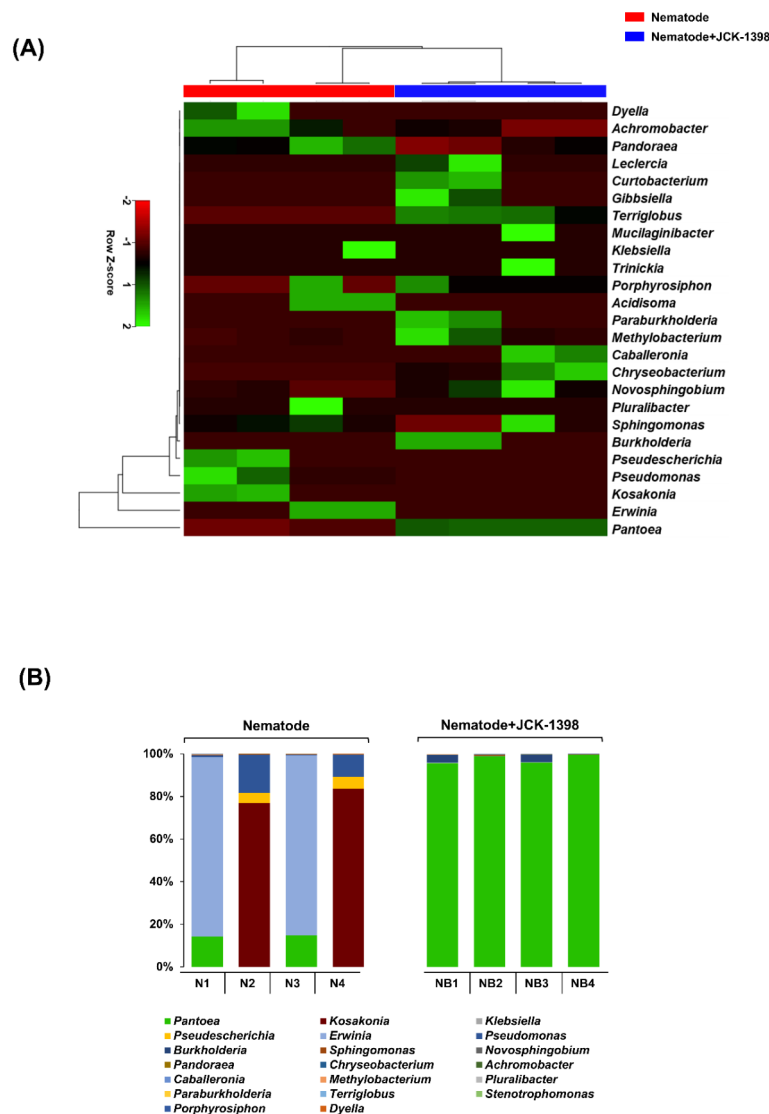 Nematode
Nematode+JCK-1398
(A)
Dyella
Achromobacter
Pandoraea
Leclercia
Curtobacterium
Gibbsiella
Terriglobus
Mucilaginibacter
Klebsiella
Trinickia
Porphyrosiphon
Acidisoma
Paraburkholderia
Methylobacterium
Caballeronia
Chryseobacterium
Novosphingobium
Pluralibacter
Sphingomonas
Burkholderia
Pseudescherichia
Pseudomonas
Kosakonia
Erwinia
Pantoea
-2
-1
1
2
Row Z-score
(B)
Nematode Nematode+JCK-1398
100%
80%
60%
40%
20%
0%
N1 N2 N3 N4 NB1 NB2 NB3 NB4
Pantoea Kosakonia Klebsiella
Pseudescherichia Erwinia Pseudomonas
Burkholderia Sphingomonas Novosphingobium
Pandoraea Chryseobacterium Achromobacter
Caballeronia Methylobacterium Pluralibacter
Paraburkholderia Terriglobus Stenotrophomonas
Porphyrosiphon Dyella